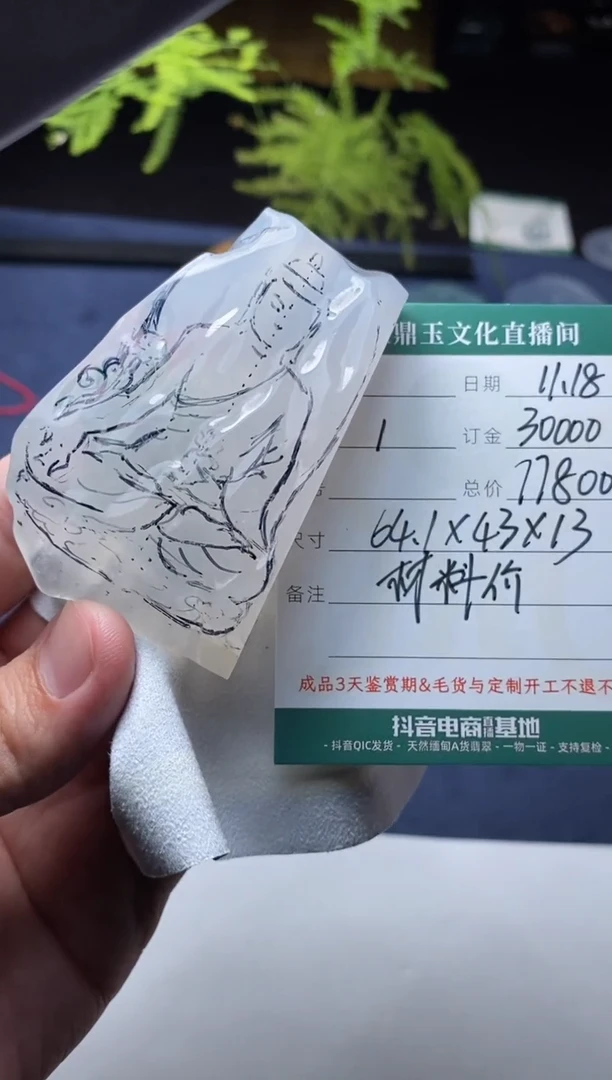 鼎玉文化直播间
日期 11.18
1 订金 30000
总价 77800
尺寸 64.1×43×13
备注 材料价
成品3天鉴赏期&毛货与定制开工不退不
抖音电商直播基地
- 抖音QIC发货 - 天然缅甸A货翡翠 - 一物一证 - 支持复检 -